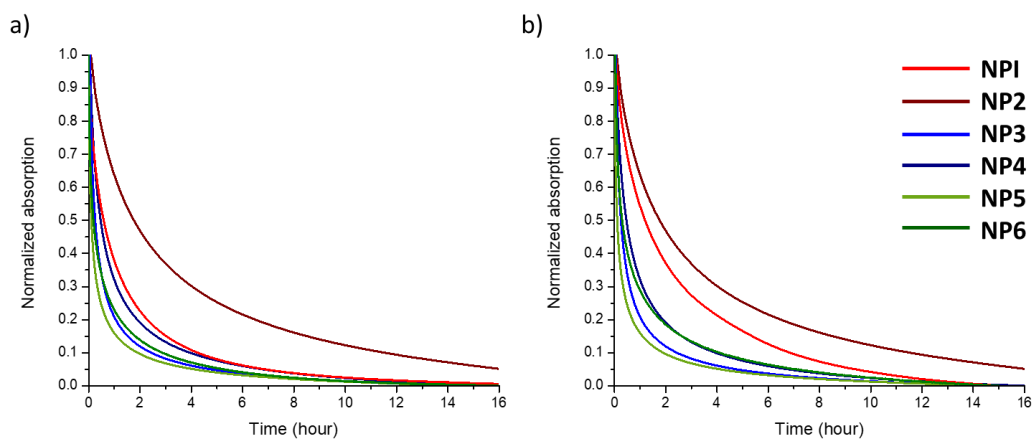 a)
Normalized absorption
1.0
0.9
0.8
0.7
0.6
0.5
0.4
0.3
0.2
0.1
0.0
0 2 4 6 8 10 12 14 16
Time (hour)
b)
Normalized absorption
1.0
0.9
0.8
0.7
0.6
0.5
0.4
0.3
0.2
0.1
0.0
0 2 4 6 8 10 12 14 16
Time (hour)
NPI
NP2
NP3
NP4
NP5
NP6